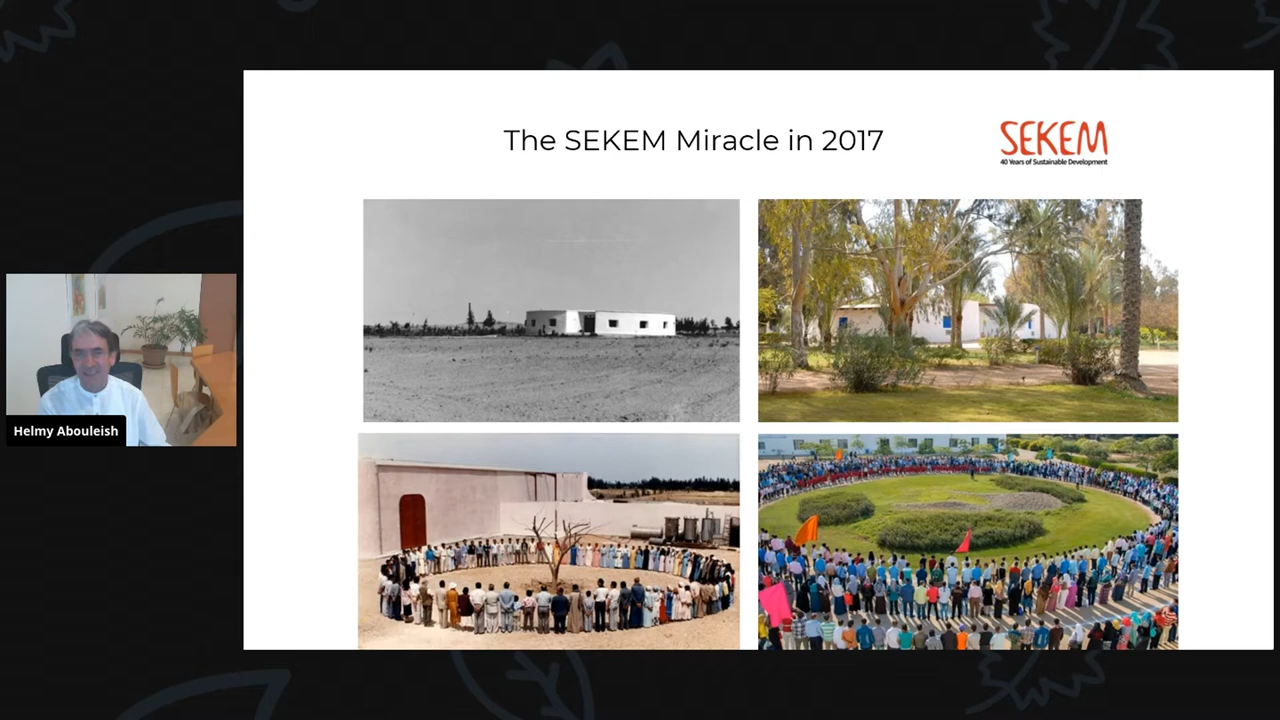 The SEKEM Miracle in 2017
SEKEM
40 Years of Sustainable Development
Helmy Abouleish